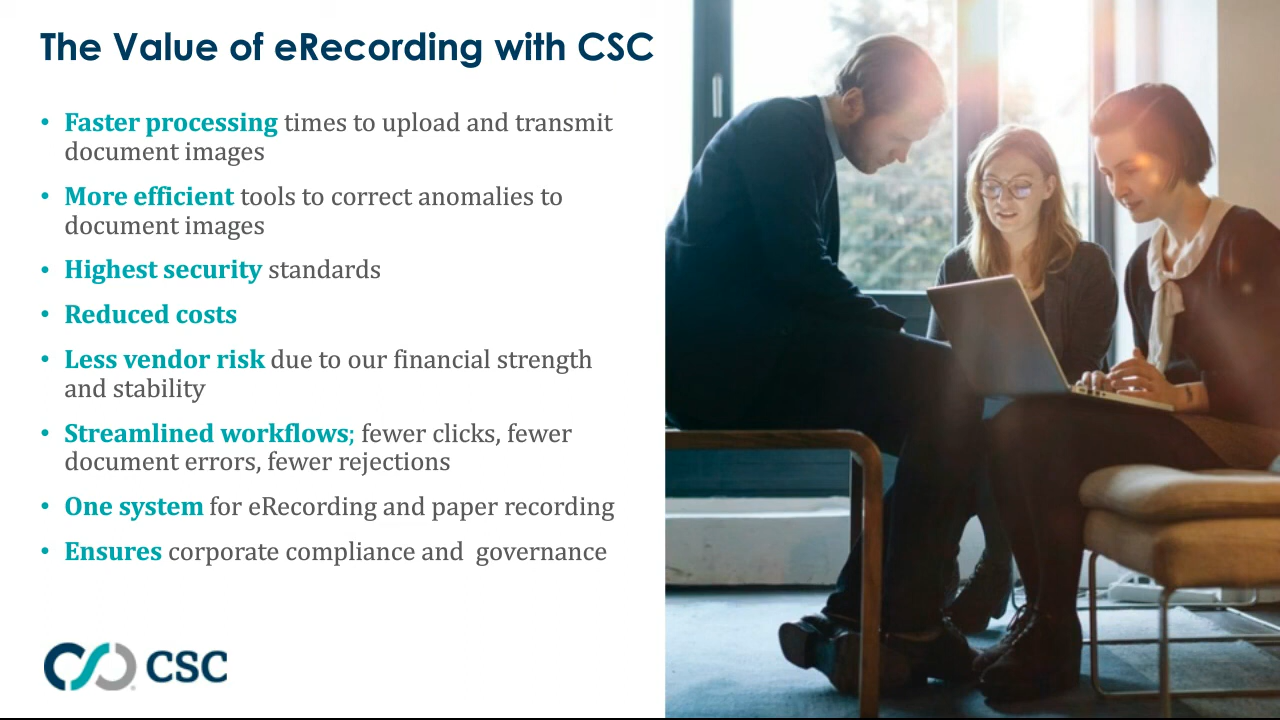 The Value of eRecording with CSC
• Faster processing times to upload and transmit
document images
• More efficient tools to correct anomalies to
document images
• Highest security standards
• Reduced costs
• Less vendor risk due to our financial strength
and stability
• Streamlined workflows; fewer clicks, fewer
document errors, fewer rejections
• One system for eRecording and paper recording
• Ensures corporate compliance and  governance
CSC